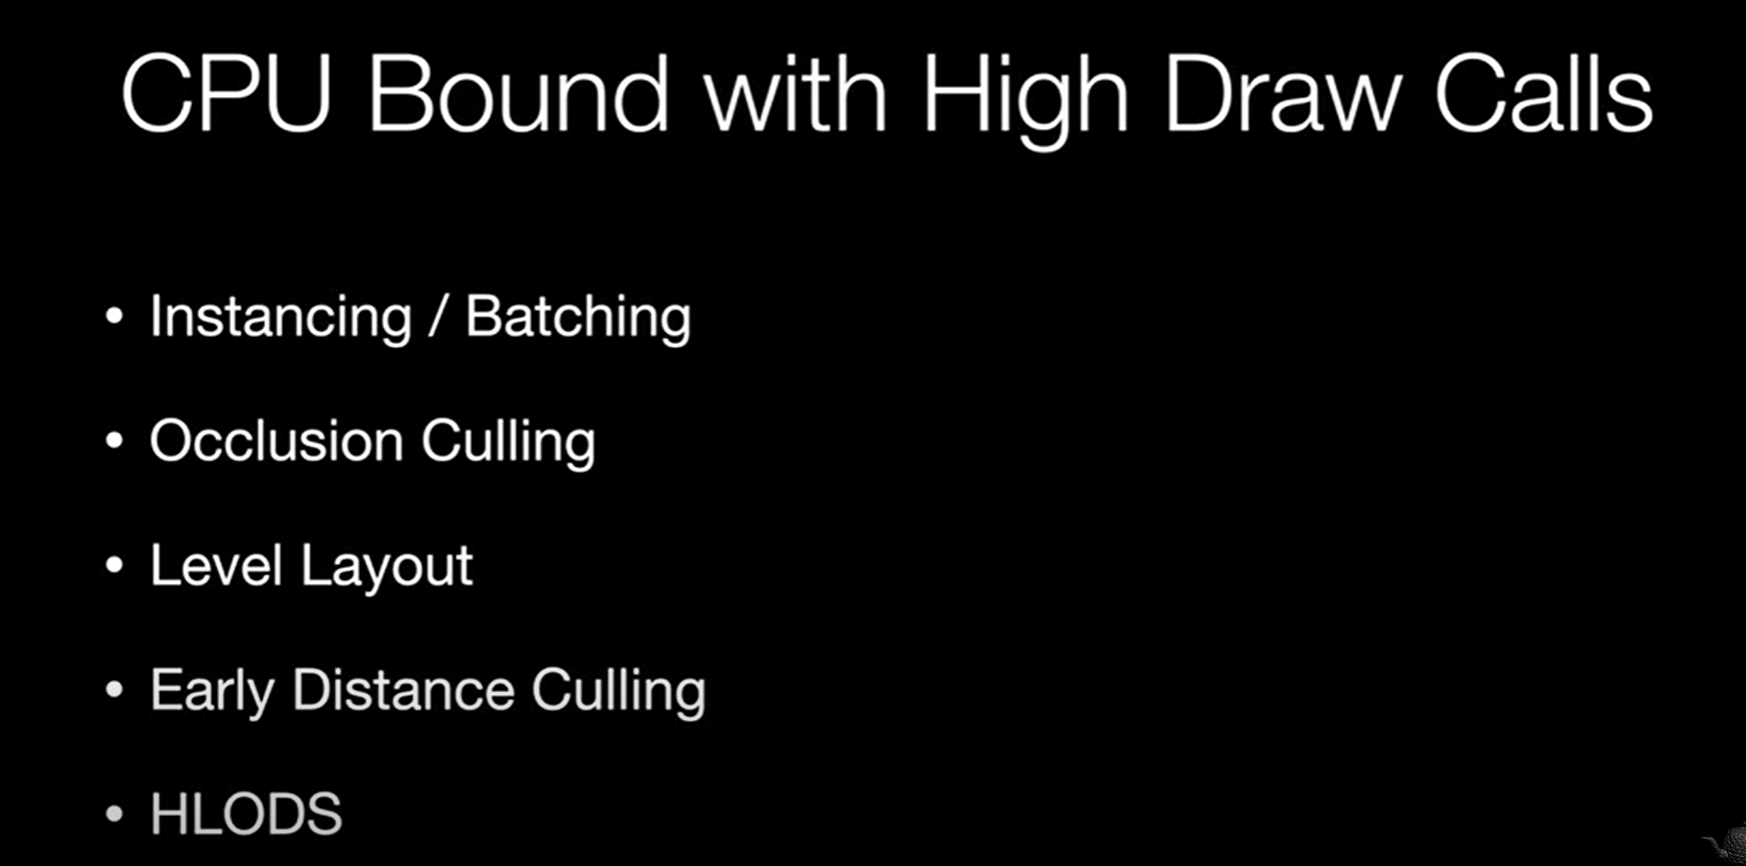 CPU Bound with High Draw Calls
• Instancing / Batching
• Occlusion Culling
• Level Layout
• Early Distance Culling
• HLODS